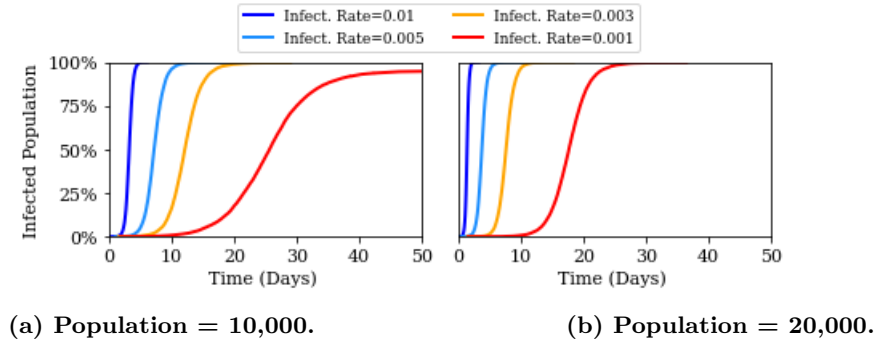 Infect. Rate=0.01 Infect. Rate=0.003
Infect. Rate=0.005 Infect. Rate=0.001
Infected Population
100%
75%
50%
25%
0%
0 10 20 30 40 50
Time (Days)
0 10 20 30 40 50
Time (Days)
(a) Population = 10,000.
(b) Population = 20,000.